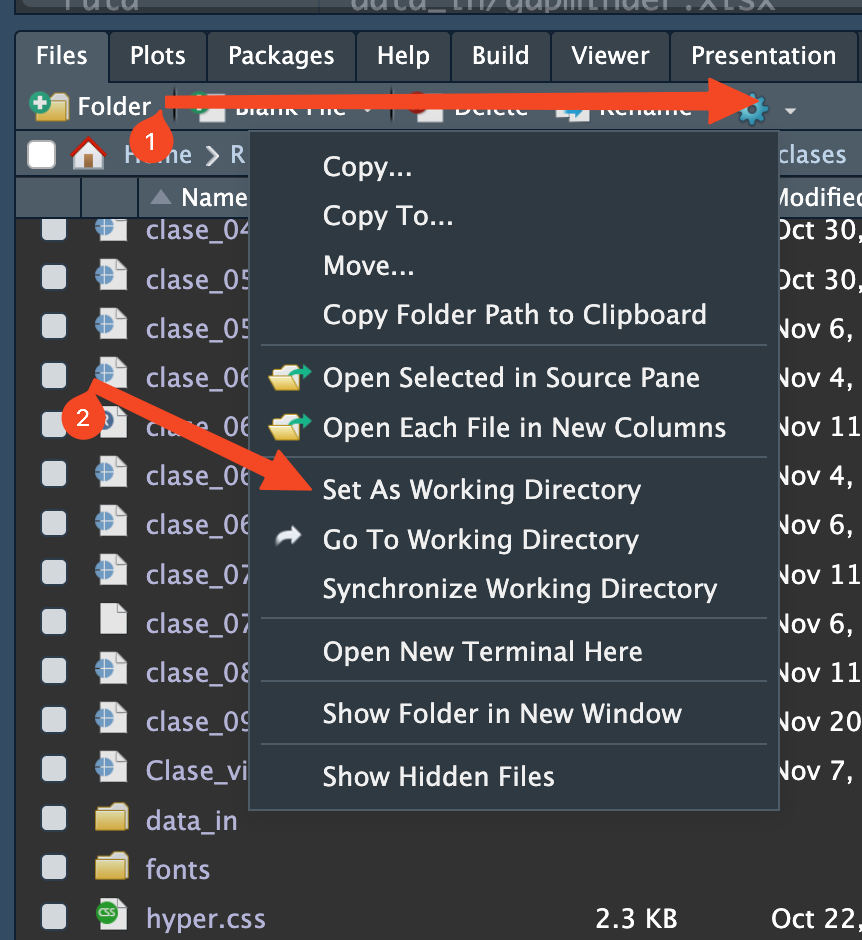 data_in/gapminder.xlsx
Files Plots Packages Help Build Viewer Presentation
Folder Blank File Delete Rename
1
Home R clases
Name Modified
Copy...
Copy To...
Move...
Copy Folder Path to Clipboard
Open Selected in Source Pane
Open Each File in New Columns
Set As Working Directory
Go To Working Directory
Synchronize Working Directory
Open New Terminal Here
Show Folder in New Window
Show Hidden Files
clase_04 Oct 30,
clase_05 Oct 30,
clase_05 Nov 6,
clase_06 Nov 4,
2
clase_06 Nov 11
clase_06 Nov 4,
clase_06 Nov 6,
clase_07 Nov 11
clase_07 Nov 6,
clase_08 Nov 11
clase_09 Nov 20
Clase_vi Nov 7,
data_in
fonts
CSS
hyper.css 2.3 KB Oct 22,